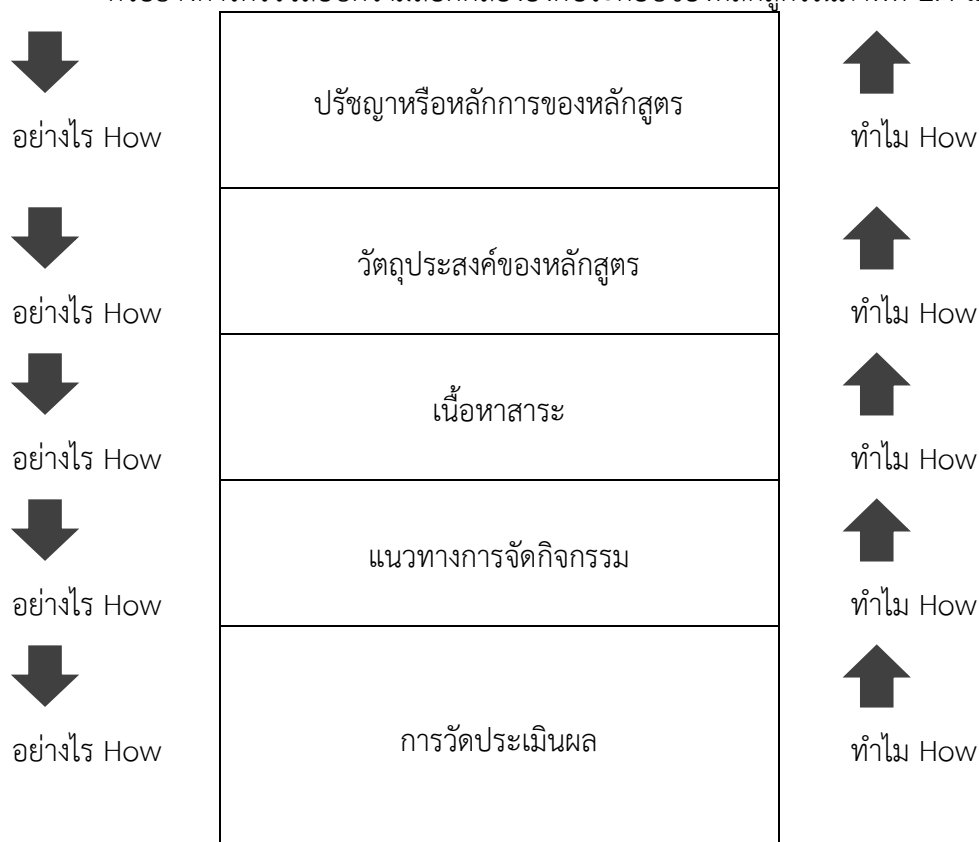 ปรัชญาหรือหลักการของหลักสูตร
อย่างไร How
ทำไม How
วัตถุประสงค์ของหลักสูตร
อย่างไร How
ทำไม How
เนื้อหาสาระ
อย่างไร How
ทำไม How
แนวทางการจัดกิจกรรม
อย่างไร How
ทำไม How
การวัดประเมินผล
อย่างไร How
ทำไม How